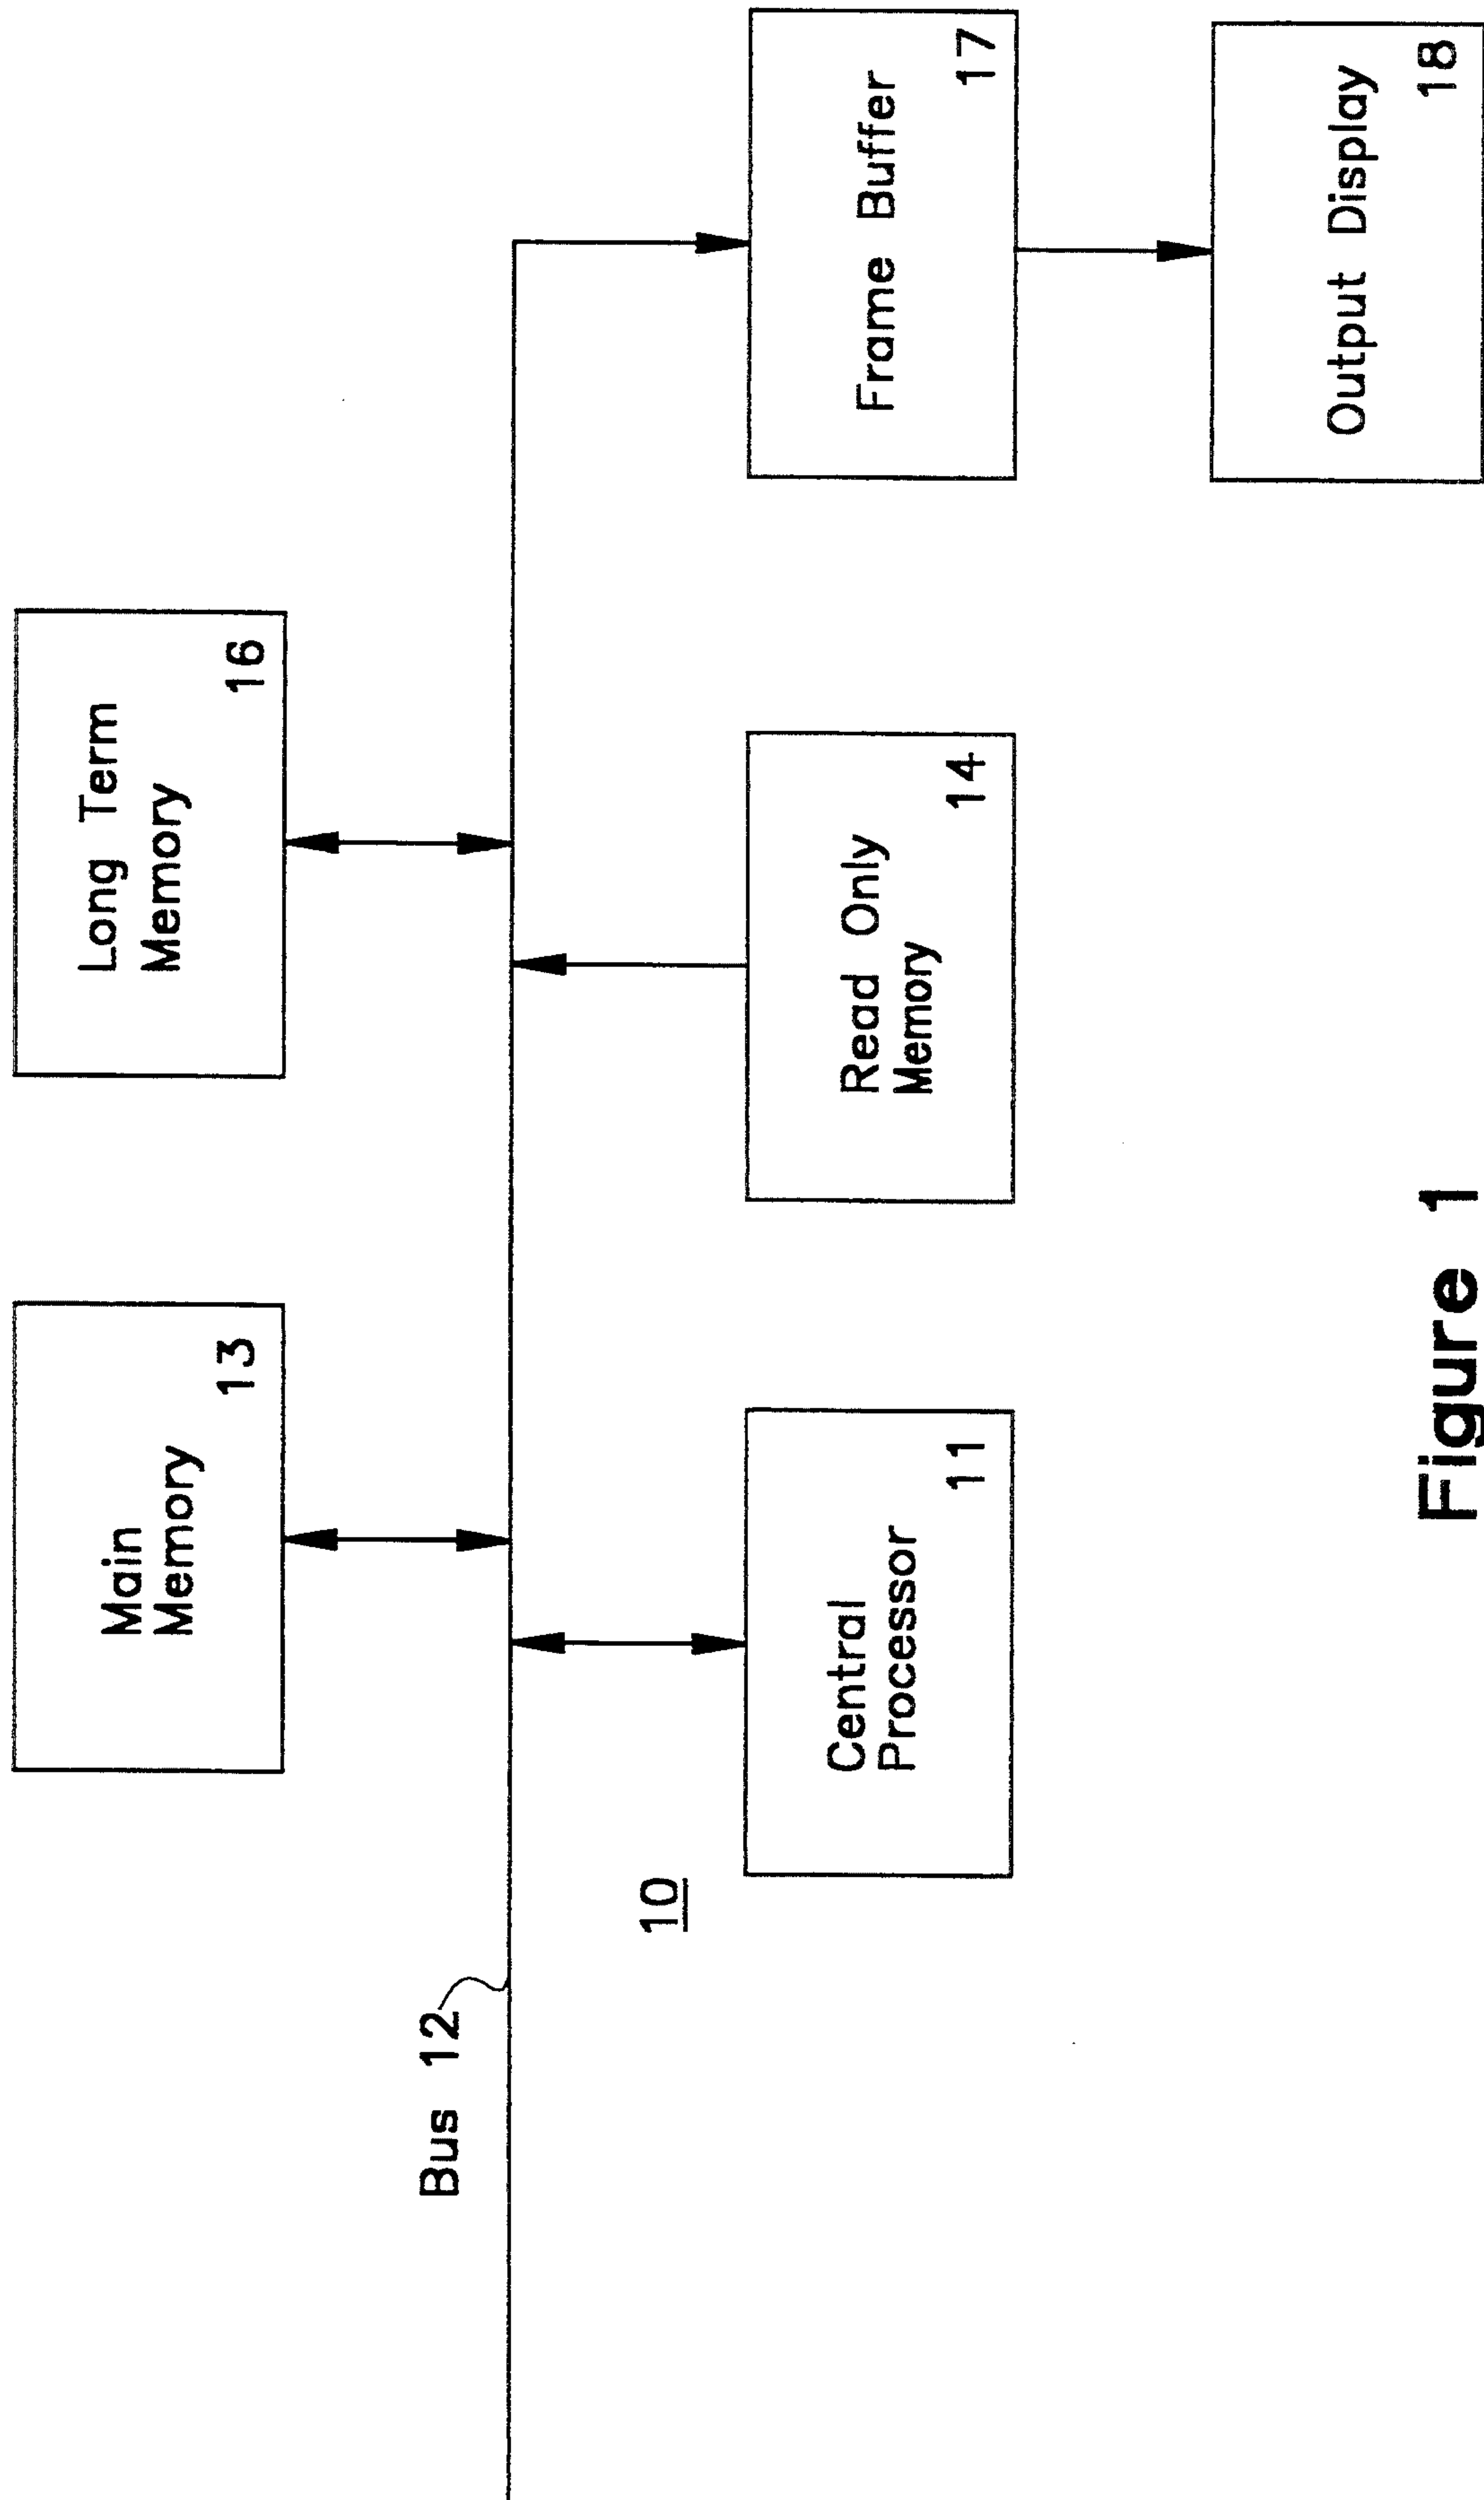 Main
Memory
13
Long Term
Memory
16
Bus 12
10
Central
Processor
11
Read Only
Memory
14
Frame Buffer
17
Output Display
18
Figure 1